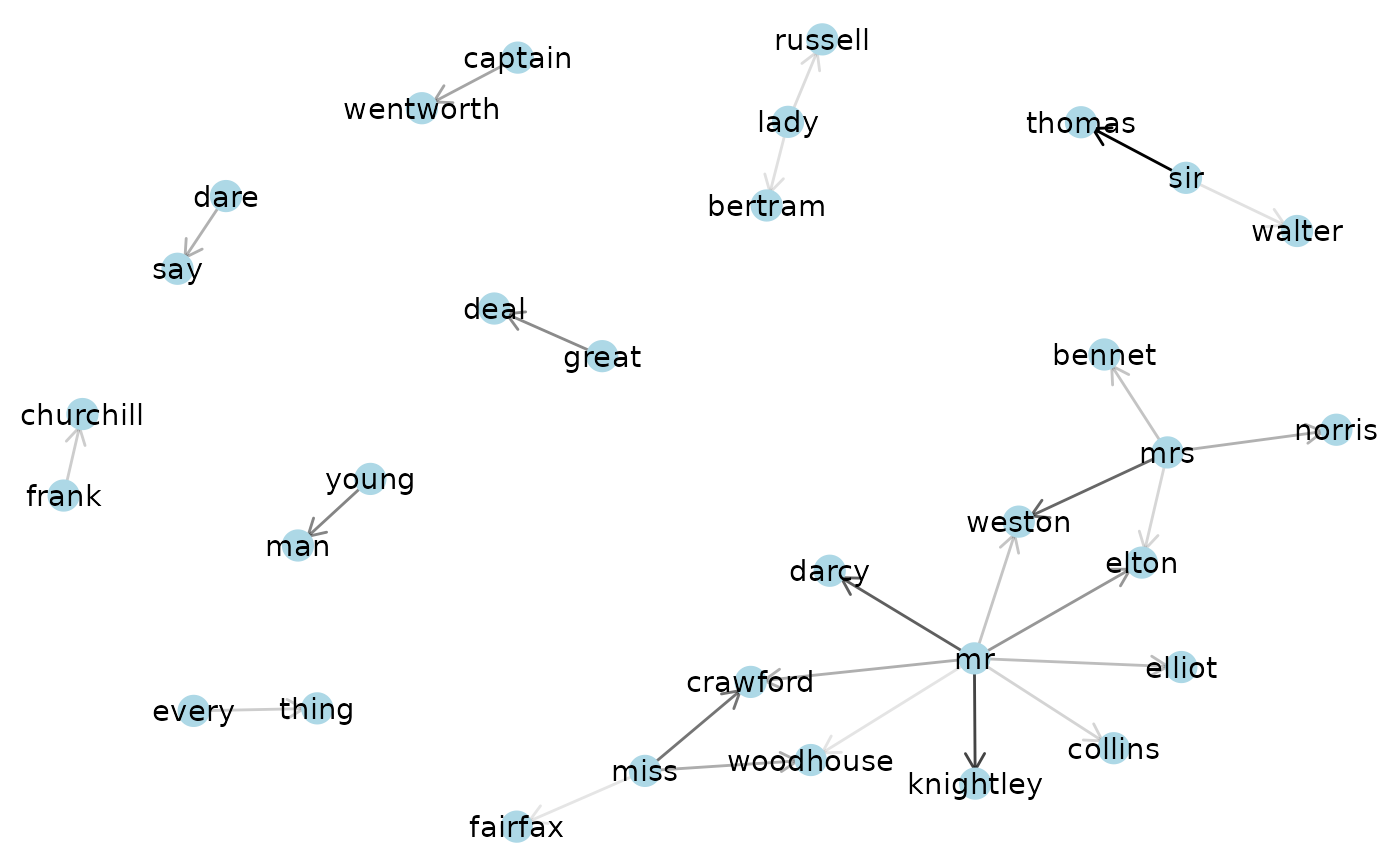 russell
captain
wentworth
lady
thomas
sir
dare
bertram
walter
say
deal
great
bennet
churchill
norris
mrs
young
frank
weston
man
elton
darcy
mr
elliot
crawford
every
thing
collins
woodhouse
miss
knightley
fairfax